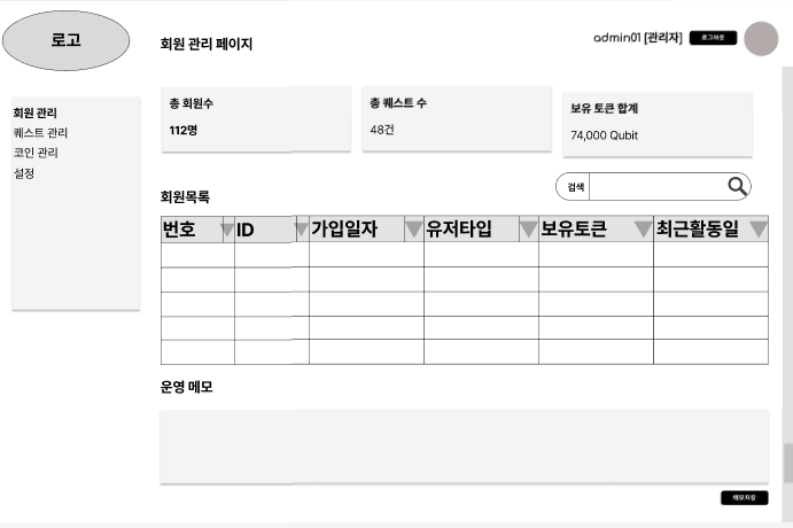 로고
회원 관리 페이지
admin01 [관리자]
로그아웃
회원 관리
퀘스트 관리
코인 관리
설정
총 회원수
112명
총 퀘스트 수
48건
보유 토큰 합계
74,000 Qubit
검색
회원목록
번호 ID 가입일자 유저타입 보유토큰 최근활동일
운영 메모
메모저장